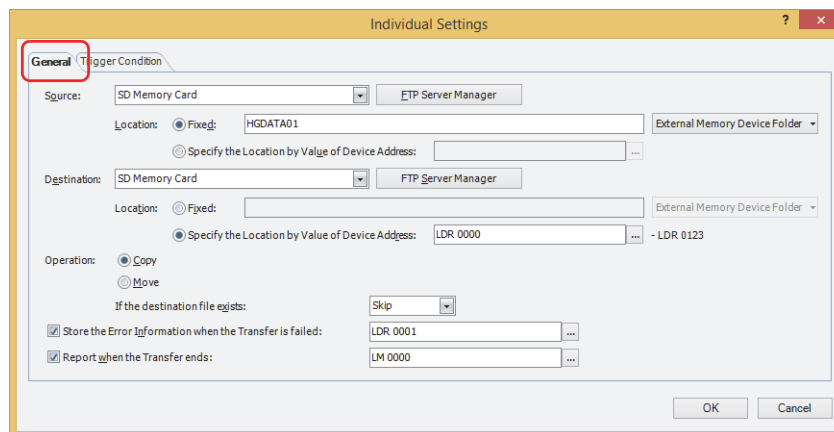 Individual Settings ? ×
General Trigger Condition
Source: SD Memory Card FTP Server Manager
Location: Fixed: HGDATA01 External Memory Device Folder
Specify the Location by Value of Device Address: ...
Destination: SD Memory Card FTP Server Manager
Location: Fixed: External Memory Device Folder
Specify the Location by Value of Device Address: LDR 0000 ... - LDR 0123
Operation: Copy
Move
If the destination file exists: Skip
Store the Error Information when the Transfer is failed: LDR 0001 ...
Report when the Transfer ends: LM 0000 ...
OK Cancel